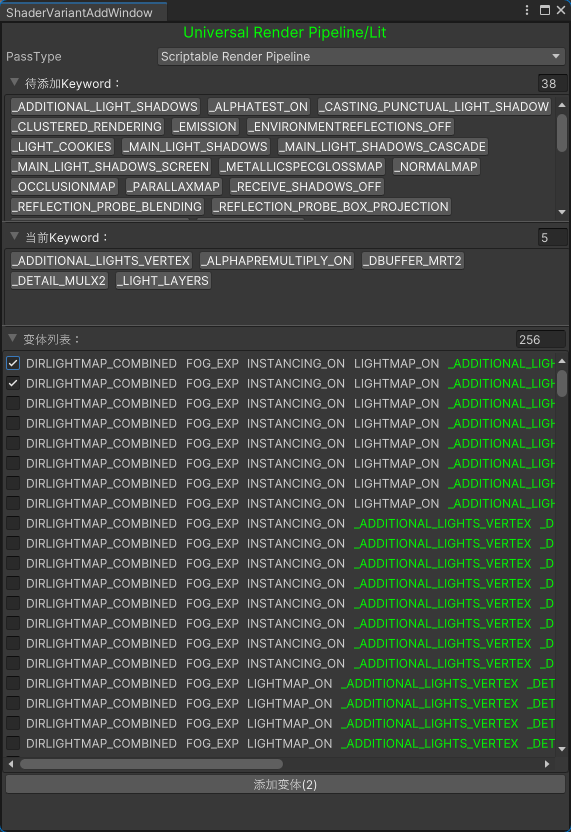 ShaderVariantAddWindow
Universal Render Pipeline/Lit
PassType Scriptable Render Pipeline
待添加Keyword： 38
_ADDITIONAL_LIGHT_SHADOWS _ALPHATEST_ON _CASTING_PUNCTUAL_LIGHT_SHADOW
_CLUSTERED_RENDERING _EMISSION _ENVIRONMENTREFLECTIONS_OFF
_LIGHT_COOKIES _MAIN_LIGHT_SHADOWS _MAIN_LIGHT_SHADOWS_CASCADE
_MAIN_LIGHT_SHADOWS_SCREEN _METALLICSPECGLOSSMAP _NORMALMAP
_OCCLUSIONMAP _PARALLAXMAP _RECEIVE_SHADOWS_OFF
_REFLECTION_PROBE_BLENDING _REFLECTION_PROBE_BOX_PROJECTION
当前Keyword： 5
_ADDITIONAL_LIGHTS_VERTEX _ALPHAPREMULTIPLY_ON _DBUFFER_MRT2
_DETAIL_MULX2 _LIGHT_LAYERS
变体列表： 256
DIRLIGHTMAP_COMBINED FOG_EXP INSTANCING_ON LIGHTMAP_ON _ADDITIONAL_LIGH
DIRLIGHTMAP_COMBINED FOG_EXP INSTANCING_ON LIGHTMAP_ON _ADDITIONAL_LIGH
DIRLIGHTMAP_COMBINED FOG_EXP INSTANCING_ON LIGHTMAP_ON _ADDITIONAL_LIGH
DIRLIGHTMAP_COMBINED FOG_EXP INSTANCING_ON LIGHTMAP_ON _ADDITIONAL_LIGH
DIRLIGHTMAP_COMBINED FOG_EXP INSTANCING_ON LIGHTMAP_ON _ADDITIONAL_LIGH
DIRLIGHTMAP_COMBINED FOG_EXP INSTANCING_ON LIGHTMAP_ON _ADDITIONAL_LIGH
DIRLIGHTMAP_COMBINED FOG_EXP INSTANCING_ON LIGHTMAP_ON _ADDITIONAL_LIGH
DIRLIGHTMAP_COMBINED FOG_EXP INSTANCING_ON LIGHTMAP_ON _ADDITIONAL_LIGH
DIRLIGHTMAP_COMBINED FOG_EXP INSTANCING_ON _ADDITIONAL_LIGHTS_VERTEX _D
DIRLIGHTMAP_COMBINED FOG_EXP INSTANCING_ON _ADDITIONAL_LIGHTS_VERTEX _D
DIRLIGHTMAP_COMBINED FOG_EXP INSTANCING_ON _ADDITIONAL_LIGHTS_VERTEX _D
DIRLIGHTMAP_COMBINED FOG_EXP INSTANCING_ON _ADDITIONAL_LIGHTS_VERTEX _D
DIRLIGHTMAP_COMBINED FOG_EXP INSTANCING_ON _ADDITIONAL_LIGHTS_VERTEX _D
DIRLIGHTMAP_COMBINED FOG_EXP INSTANCING_ON _ADDITIONAL_LIGHTS_VERTEX _D
DIRLIGHTMAP_COMBINED FOG_EXP INSTANCING_ON _ADDITIONAL_LIGHTS_VERTEX _D
DIRLIGHTMAP_COMBINED FOG_EXP INSTANCING_ON _ADDITIONAL_LIGHTS_VERTEX _D
DIRLIGHTMAP_COMBINED FOG_EXP LIGHTMAP_ON _ADDITIONAL_LIGHTS_VERTEX _DET
DIRLIGHTMAP_COMBINED FOG_EXP LIGHTMAP_ON _ADDITIONAL_LIGHTS_VERTEX _DET
DIRLIGHTMAP_COMBINED FOG_EXP LIGHTMAP_ON _ADDITIONAL_LIGHTS_VERTEX _DET
DIRLIGHTMAP_COMBINED FOG_EXP LIGHTMAP_ON _ADDITIONAL_LIGHTS_VERTEX _DET
添加变体(2)